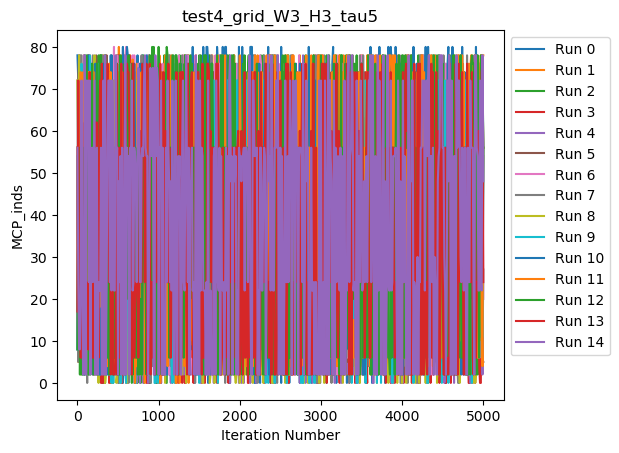 test4_grid_W3_H3_tau5
MCP_inds
80
70
60
50
40
30
20
10
0
0 1000 2000 3000 4000 5000
Iteration Number
Run 0
Run 1
Run 2
Run 3
Run 4
Run 5
Run 6
Run 7
Run 8
Run 9
Run 10
Run 11
Run 12
Run 13
Run 14